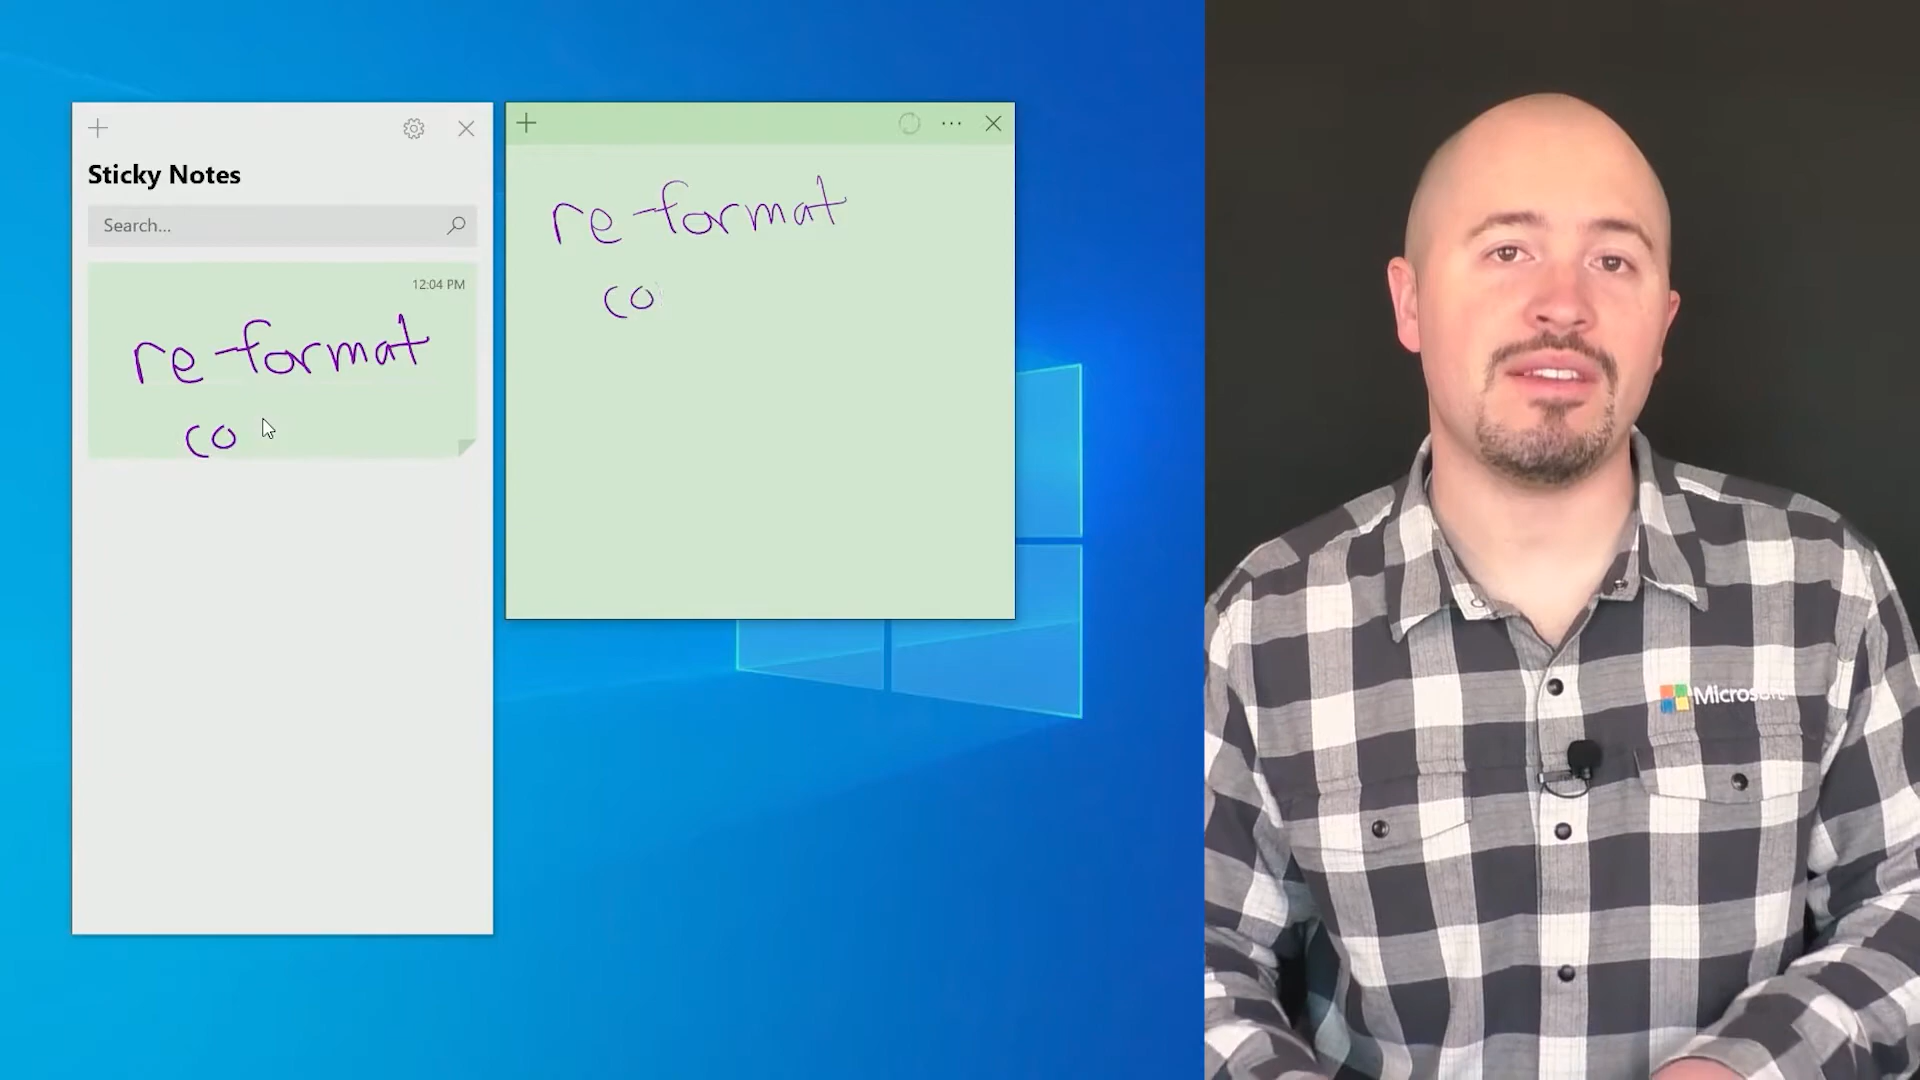 Sticky Notes
Search...
12:04 PM
re-format
co
re-format
co
Microsoft